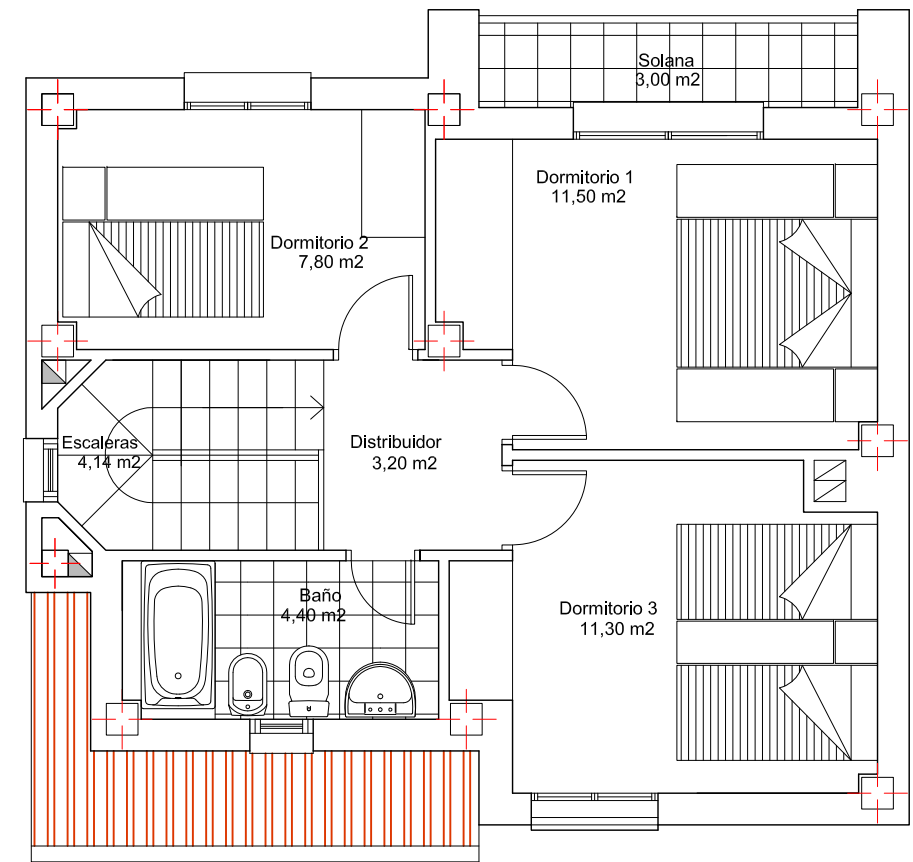 Solana
3,00 m2
Dormitorio 1
11,50 m2
Dormitorio 2
7,80 m2
Escaleras
4,14 m2
Distribuidor
3,20 m2
Baño
4,40 m2
Dormitorio 3
11,30 m2